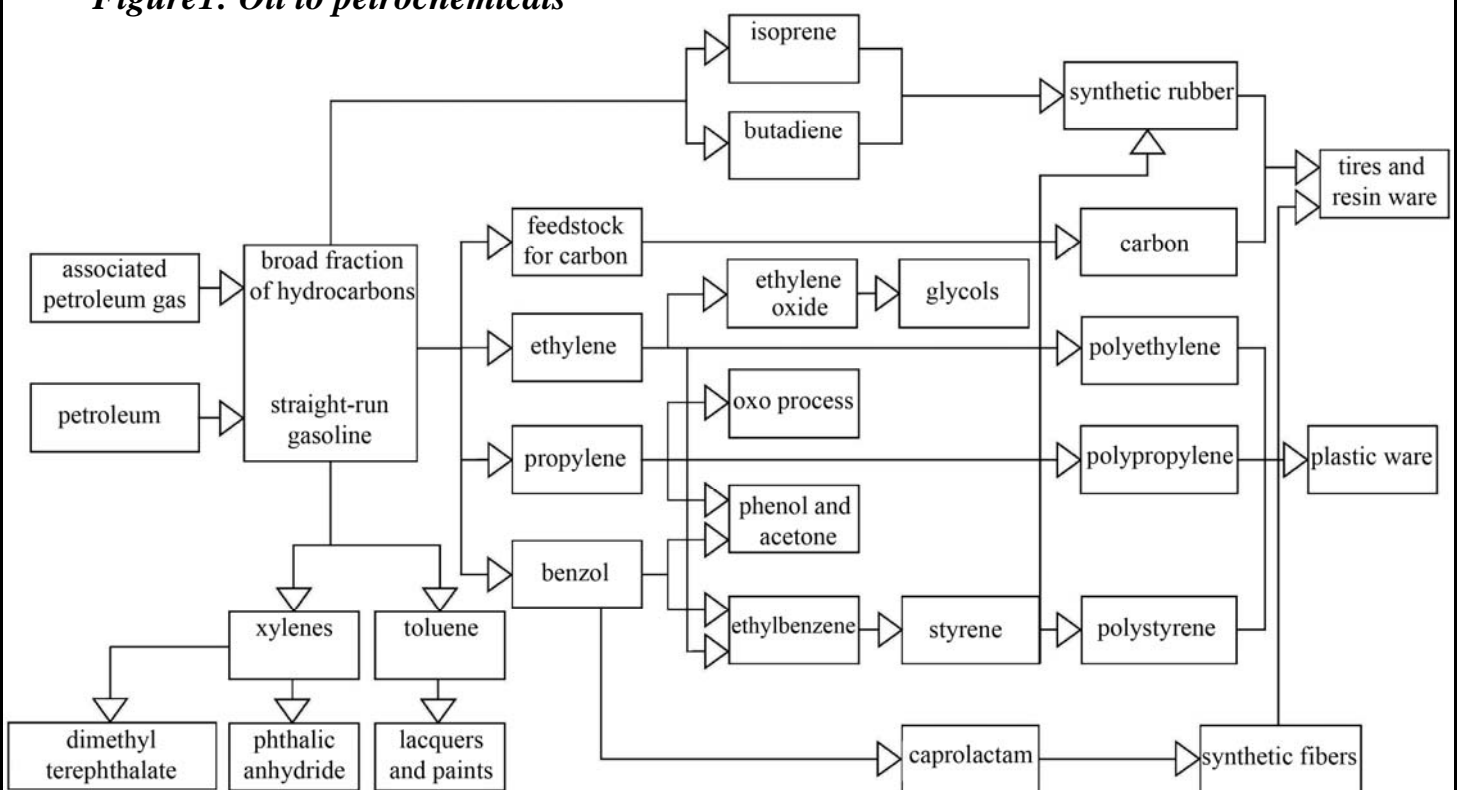 Figure1. Oil to petrochemicals
isoprene
butadiene
synthetic rubber
tires and
resin ware
feedstock
for carbon
carbon
associated
petroleum gas
broad fraction
of hydrocarbons
ethylene
oxide
glycols
ethylene
polyethylene
petroleum
straight-run
gasoline
oxo process
propylene
polypropylene
plastic ware
phenol and
acetone
benzol
xylenes
toluene
ethylbenzene
styrene
polystyrene
dimethyl
terephthalate
phthalic
anhydride
lacquers
and paints
caprolactam
synthetic fibers